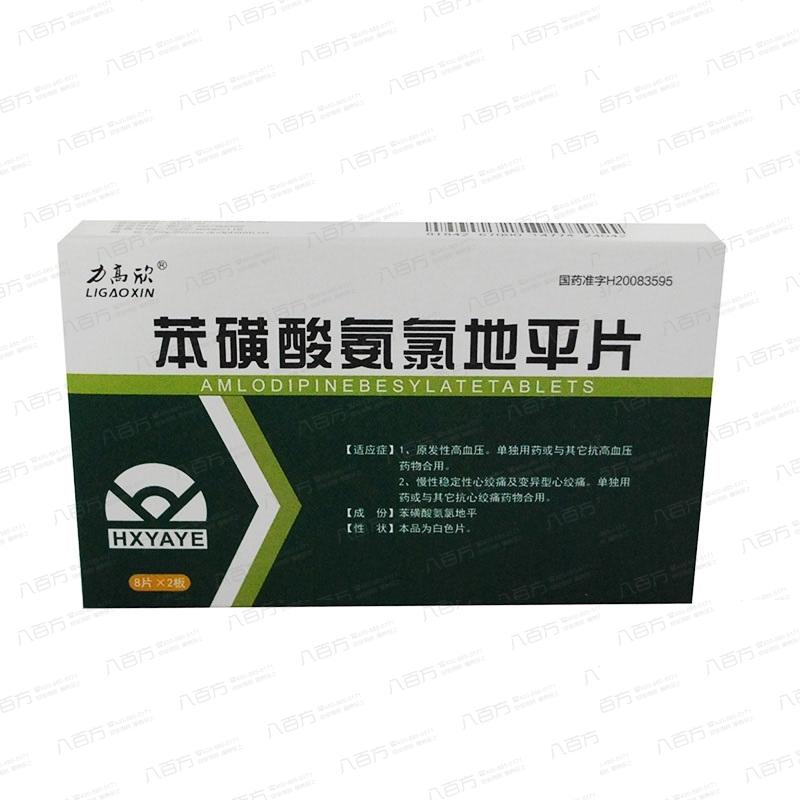 力高欣®
LIGAOXIN
国药准字H20083595
苯磺酸氨氯地平片
AMLODIPINEBESYLATETABLETS
【适应症】1、原发性高血压。单独用药或与其它抗高血压
药物合用。
2、慢性稳定性心绞痛及变异型心绞痛。单独用
药或与其它抗心绞痛药物合用。
【成　份】苯磺酸氨氯地平
【性　状】本品为白色片。
HXYAYE
8片×2板
八百方